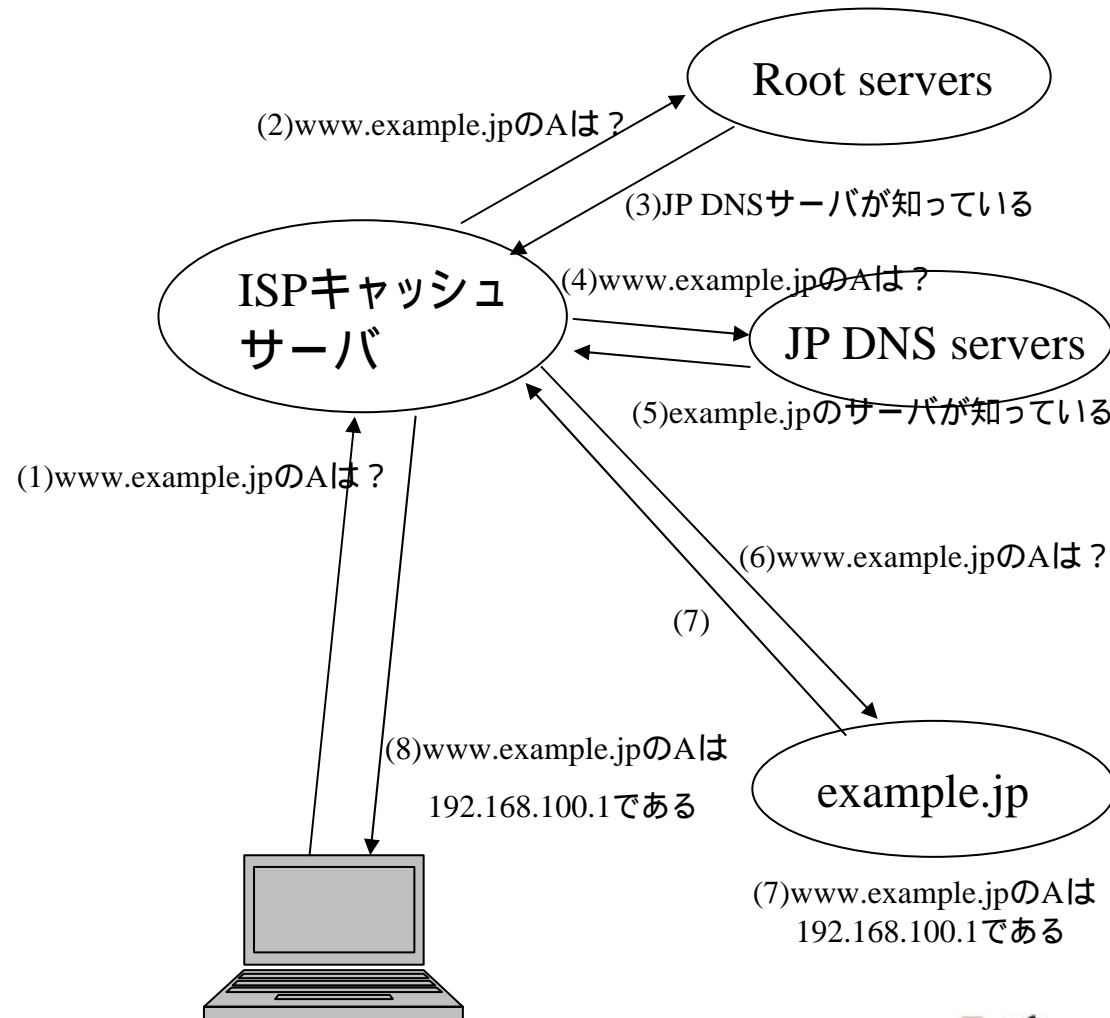 Root servers
(2)www.example.jpのAは？
(3)JP DNSサーバが知っている
ISPキャッシュ
サーバ
(4)www.example.jpのAは？
JP DNS servers
(5)example.jpのサーバが知っている
(1)www.example.jpのAは？
(6)www.example.jpのAは？
(7)
(8)www.example.jpのAは
192.168.100.1である
example.jp
(7)www.example.jpのAは
192.168.100.1である